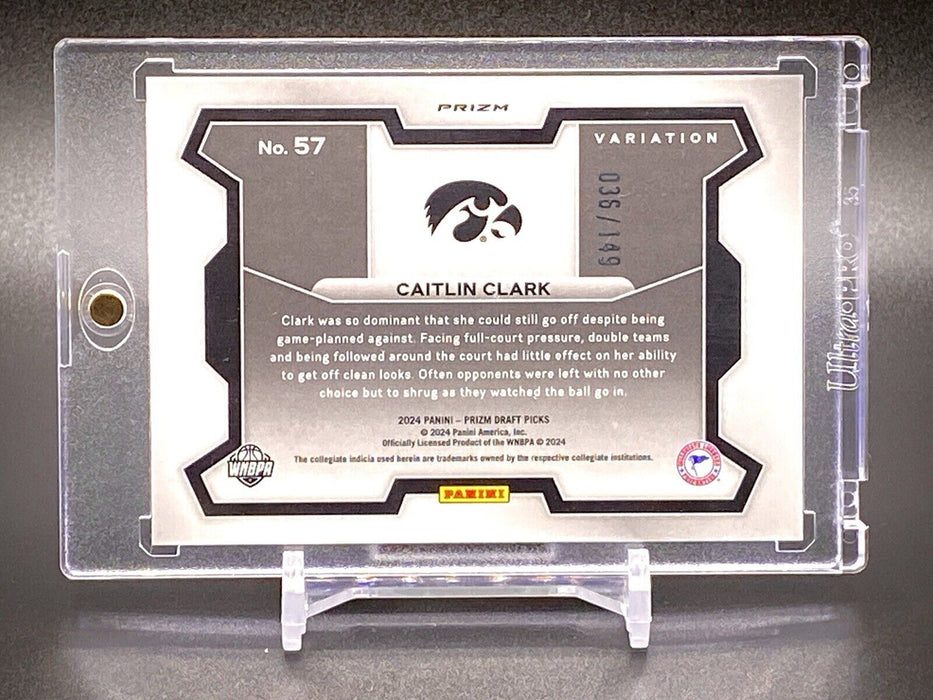 PRIZM
No. 57
VARIATION
036/149
CAITLIN CLARK
Clark was so dominant that she could still go off despite being
game-planned against. Facing full-court pressure, double teams
and being followed around the court had little effect on her ability
to get off clean looks. Often opponents were left with no other
choice but to shrug as they watched the ball go in.
2024 PANINI – PRIZM DRAFT PICKS
© 2024 Panini America, Inc.
Officially Licensed Product of the WNBPA © 2024
The collegiate indicia used herein are trademarks owned by the respective collegiate institutions.
WNBPA
PANINI
Ultra PRO
35